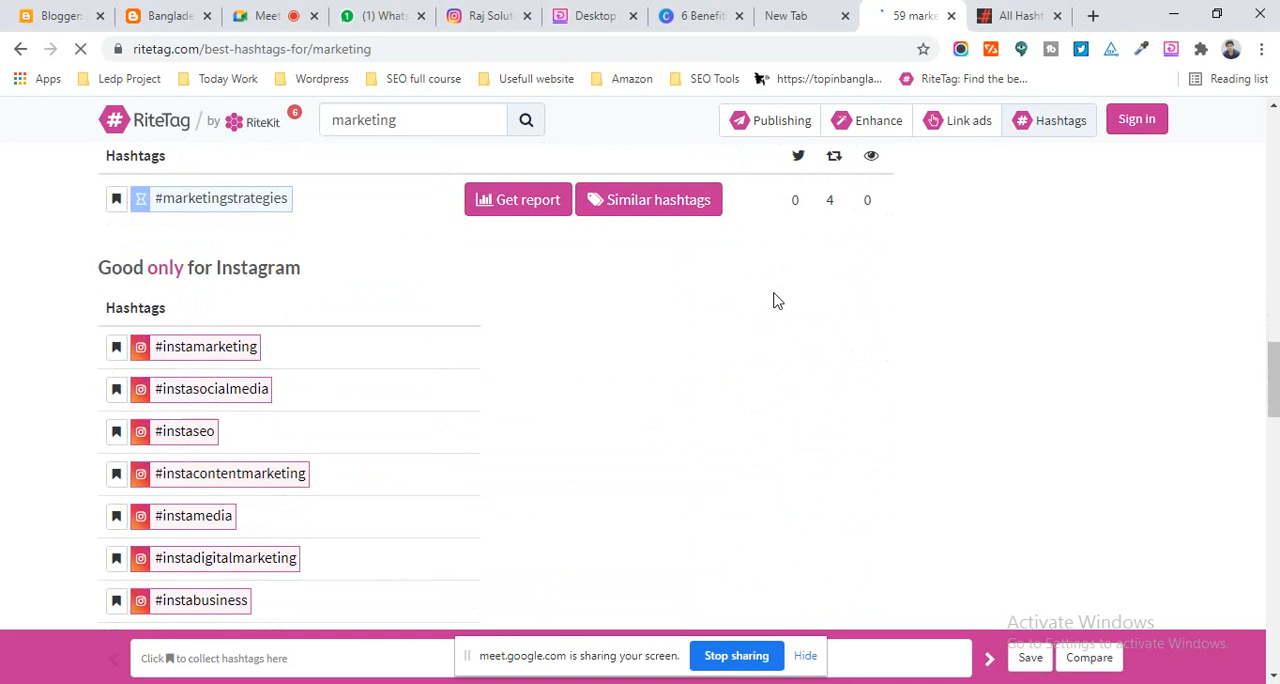 Blogger:
Banglade
Meet
(1) Whats
Raj Solut
Desktop
6 Benefit
New Tab
59 marke
All Hasht
ritetag.com/best-hashtags-for/marketing
Apps
Ledp Project
Today Work
Wordpress
SEO full course
Usefull website
Amazon
SEO Tools
https://topinbangla...
RiteTag: Find the be...
Reading list
# RiteTag / by RiteKit 6
marketing
Publishing
Enhance
Link ads
# Hashtags
Sign in
Hashtags
#marketingstrategies
Get report
Similar hashtags
0 4 0
Good only for Instagram
Hashtags
#instamarketing
#instasocialmedia
#instaseo
#instacontentmarketing
#instamedia
#instadigitalmarketing
#instabusiness
Activate Windows
Go to Settings to activate Windows.
Click to collect hashtags here
meet.google.com is sharing your screen.
Stop sharing
Hide
Save
Compare